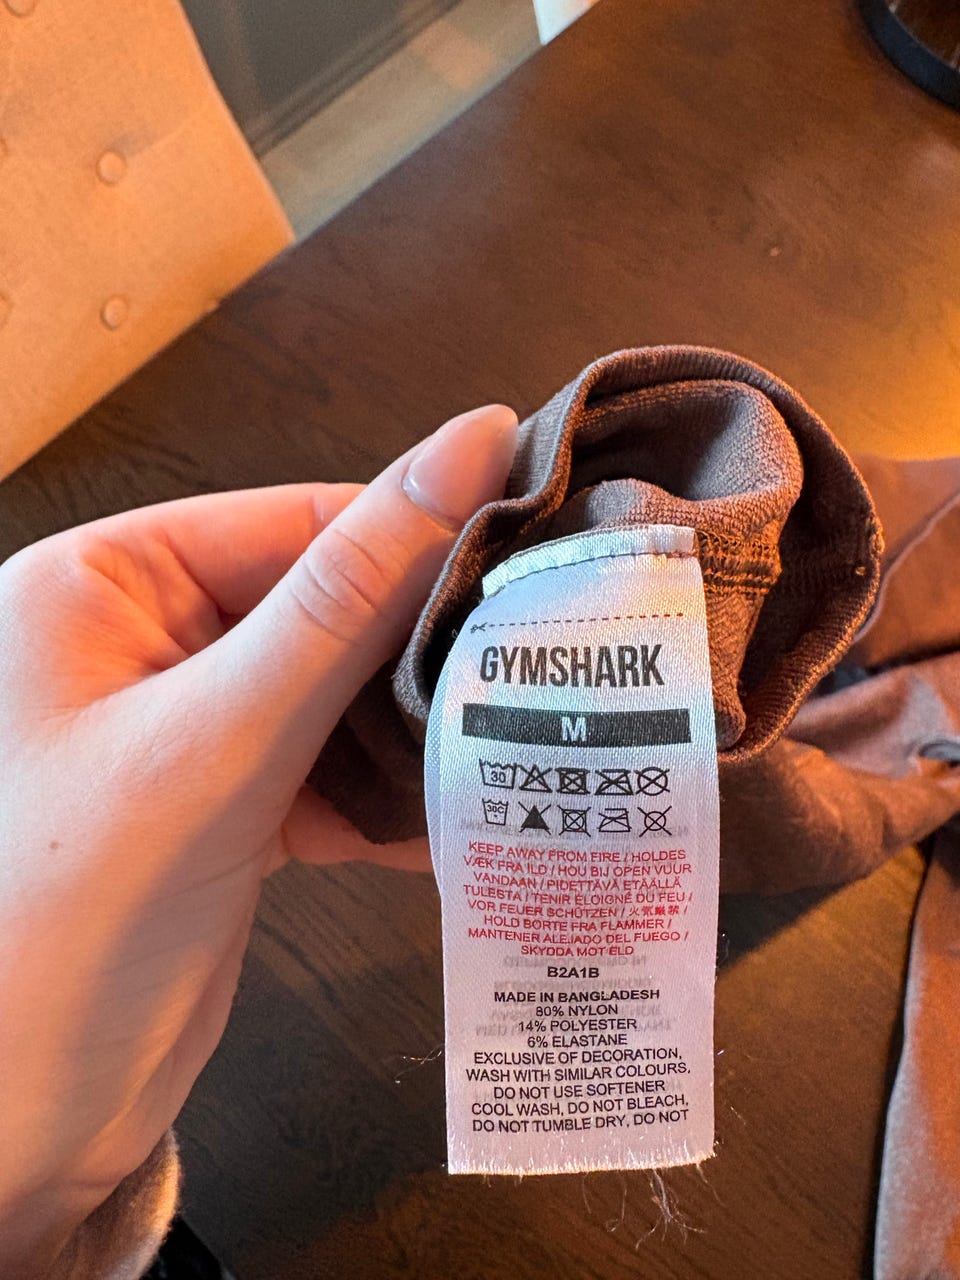 GYMSHARK
M
30
30C
KEEP AWAY FROM FIRE / HOLDES
VÆK FRA ILD / HOU BIJ OPEN VUUR
VANDAAN / PIDETTÄVÄ ETÄÄLLÄ
TULESTA / TENIR ÉLOIGNÉ DU FEU /
VOR FEUER SCHÜTZEN / 火気厳禁 /
HOLD BORTE FRA FLAMMER /
MANTENER ALEJADO DEL FUEGO /
SKYDDA MOT ELD
B2A1B
MADE IN BANGLADESH
80% NYLON
14% POLYESTER
6% ELASTANE
EXCLUSIVE OF DECORATION,
WASH WITH SIMILAR COLOURS,
DO NOT USE SOFTENER
COOL WASH, DO NOT BLEACH,
DO NOT TUMBLE DRY, DO NOT